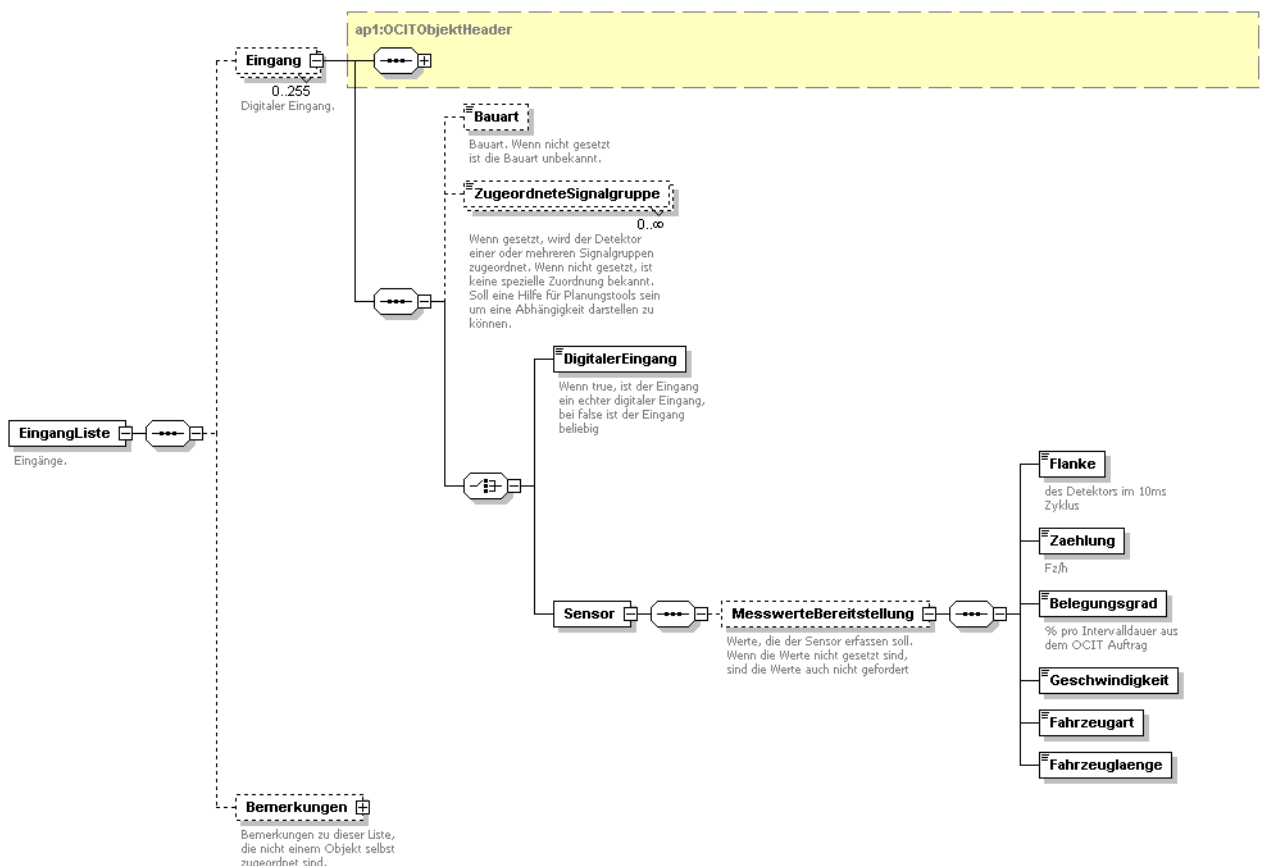 ap1:OCITObjektHeader
Eingang
0..255
Digitaler Eingang.
Bauart
Bauart. Wenn nicht gesetzt
ist die Bauart unbekannt.
ZugeordneteSignalgruppe
0..∞
Wenn gesetzt, wird der Detektor
einer oder mehreren Signalgruppen
zugeordnet. Wenn nicht gesetzt, ist
keine spezielle Zuordnung bekannt.
Soll eine Hilfe für Planungstools sein
um eine Abhängigkeit darstellen zu
können.
DigitalerEingang
Wenn true, ist der Eingang
ein echter digitaler Eingang,
bei false ist der Eingang
beliebig
EingangListe
Eingänge.
Flanke
des Detektors im 10ms
Zyklus
Zaehlung
Fz/h
Sensor
MesswerteBereitstellung
Werte, die der Sensor erfassen soll.
Wenn die Werte nicht gesetzt sind,
sind die Werte auch nicht gefordert
Belegungsgrad
% pro Intervalldauer aus
dem OCIT Auftrag
Geschwindigkeit
Fahrzeugart
Fahrzeuglaenge
Bemerkungen
Bemerkungen zu dieser Liste,
die nicht einem Objekt selbst
zugeordnet sind.